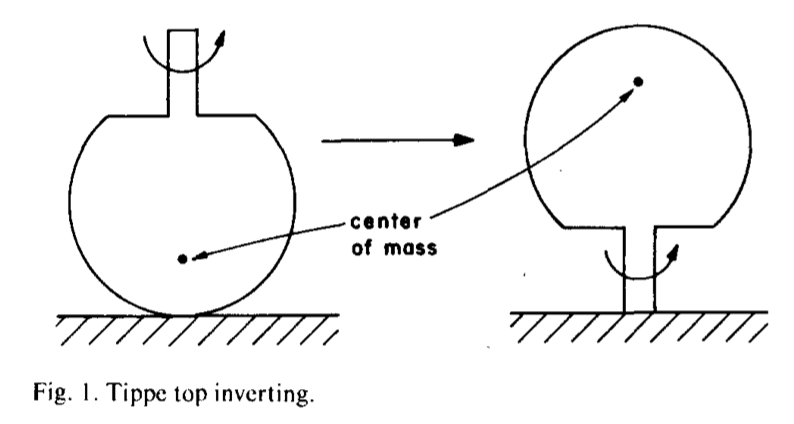 center
of mass
Fig. 1. Tippe top inverting.